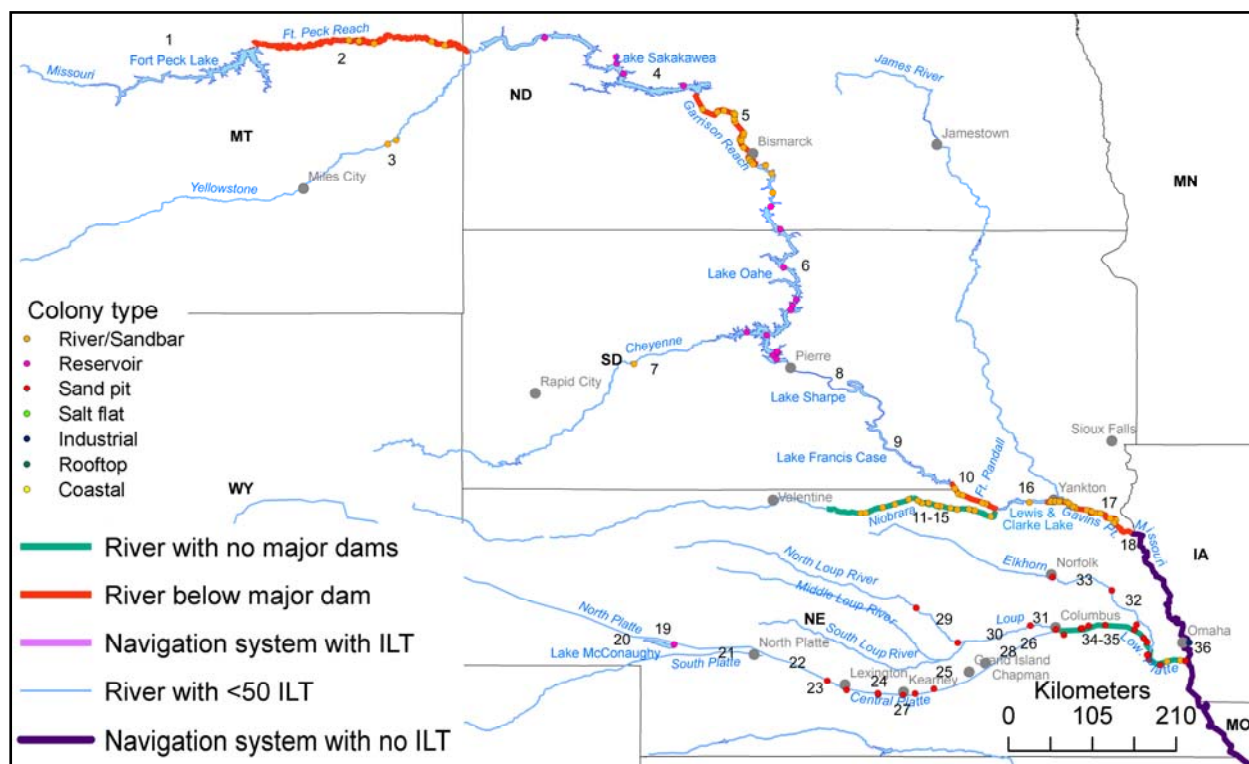 1
Ft. Peck Reach
Fort Peck Lake
2
Missouri
Lake Sakakawea
4
James River
ND
Garrison Reach
5
Bismarck
Jamestown
MT
3
Miles City
Yellowstone
MN
Lake Oahe
6
Colony type
River/Sandbar
Reservoir
Sand pit
Salt flat
Industrial
Rooftop
Coastal
Cheyenne
SD
7
Pierre
8
Rapid City
Lake Sharpe
Sioux Falls
9
Lake Francis Case
10
Ft. Randall
16
Yankton
17
WY
Valentine
Niobrara
11-15
Lewis &
Clarke Lake
Gavins Pt.
18
Missouri
IA
River with no major dams
River below major dam
Navigation system with ILT
River with <50 ILT
Navigation system with no ILT
North Loup River
Middle Loup River
South Loup River
Elkhorn
Norfolk
33
32
29
NE
Loup
31
Columbus
30
26
28
34-35
Low Platte
Omaha
36
North Platte
19
20
Lake McConaughy
South Platte
21
North Platte
22
25
Grand Island
Chapman
23
Lexington
24
Kearney
Central Platte
27
Kilometers
0 105 210
MO